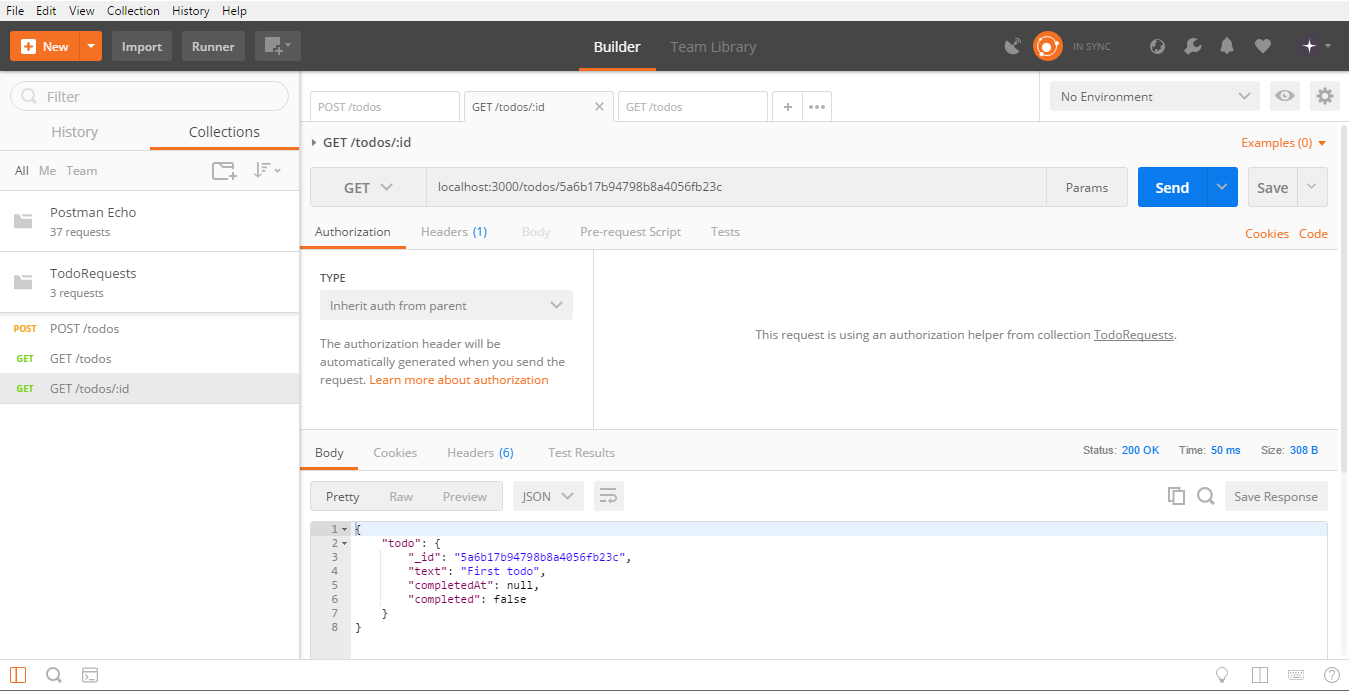 File Edit View Collection History Help
New Import Runner Builder Team Library IN SYNC
Filter
History Collections
All Me Team
Postman Echo
37 requests
TodoRequests
3 requests
POST POST /todos
GET GET /todos
GET GET /todos/:id
POST /todos GET /todos/:id GET /todos
No Environment
GET /todos/:id Examples (0)
GET localhost:3000/todos/5a6b17b94798b8a4056fb23c Params Send Save
Authorization Headers (1) Body Pre-request Script Tests Cookies Code
TYPE
Inherit auth from parent
The authorization header will be
automatically generated when you send the
request. Learn more about authorization
This request is using an authorization helper from collection TodoRequests.
Body Cookies Headers (6) Test Results Status: 200 OK Time: 50 ms Size: 308 B
Pretty Raw Preview JSON Save Response
1 {
2 "todo": {
3 "_id": "5a6b17b94798b8a4056fb23c",
4 "text": "First todo",
5 "completedAt": null,
6 "completed": false
7 }
8 }